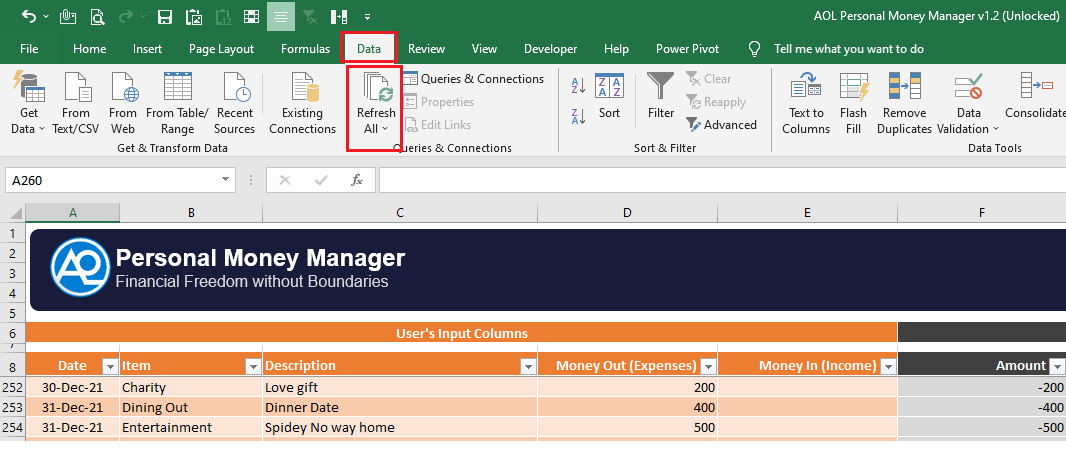 AOL Personal Money Manager v1.2 (Unlocked)
File Home Insert Page Layout Formulas Data Review View Developer Help Power Pivot Tell me what you want to do
Get Data
From Text/CSV
From Web
From Table/ Range
Recent Sources
Existing Connections
Refresh All
Queries & Connections
Properties
Edit Links
Sort
Filter
Clear
Reapply
Advanced
Text to Columns
Flash Fill
Remove Duplicates
Data Validation
Consolidate
Get & Transform Data
Queries & Connections
Sort & Filter
Data Tools
A260 fx
A B C D E F
1
2 Personal Money Manager
3 Financial Freedom without Boundaries
4
5
6 User's Input Columns
7
8 Date Item Description Money Out (Expenses) Money In (Income) Amount
252 30-Dec-21 Charity Love gift 200 -200
253 31-Dec-21 Dining Out Dinner Date 400 -400
254 31-Dec-21 Entertainment Spidey No way home 500 -500